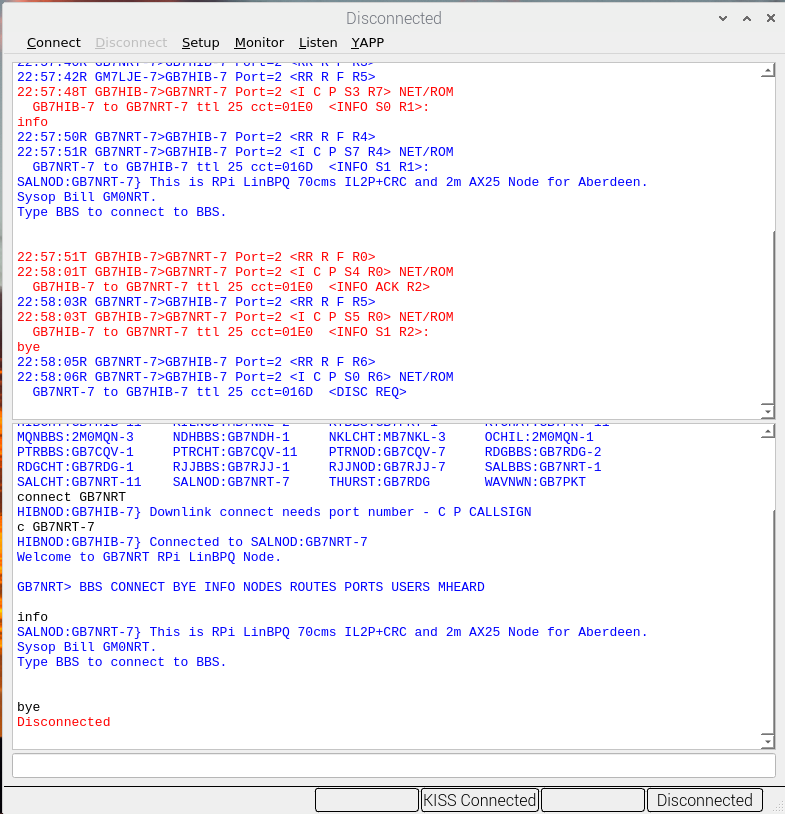 Disconnected
Connect Disconnect Setup Monitor Listen YAPP
22:57:42R GM7LJE-7>GB7HIB-7 Port=2 <RR R F R5>
22:57:48T GB7HIB-7>GB7NRT-7 Port=2 <I C P S3 R7> NET/ROM
  GB7HIB-7 to GB7NRT-7 ttl 25 cct=01E0  <INFO S0 R1>:
info
22:57:50R GB7NRT-7>GB7HIB-7 Port=2 <RR R F R4>
22:57:51R GB7NRT-7>GB7HIB-7 Port=2 <I C P S7 R4> NET/ROM
  GB7NRT-7 to GB7HIB-7 ttl 25 cct=016D  <INFO S1 R1>:
SALNOD:GB7NRT-7} This is RPi LinBPQ 70cms IL2P+CRC and 2m AX25 Node for Aberdeen.
Sysop Bill GM0NRT.
Type BBS to connect to BBS.
22:57:51T GB7HIB-7>GB7NRT-7 Port=2 <RR R F R0>
22:58:01T GB7HIB-7>GB7NRT-7 Port=2 <I C P S4 R0> NET/ROM
  GB7HIB-7 to GB7NRT-7 ttl 25 cct=01E0  <INFO ACK R2>
22:58:03R GB7NRT-7>GB7HIB-7 Port=2 <RR R F R5>
22:58:03T GB7HIB-7>GB7NRT-7 Port=2 <I C P S5 R0> NET/ROM
  GB7HIB-7 to GB7NRT-7 ttl 25 cct=01E0  <INFO S1 R2>:
bye
22:58:05R GB7NRT-7>GB7HIB-7 Port=2 <RR R F R6>
22:58:06R GB7NRT-7>GB7HIB-7 Port=2 <I C P S0 R6> NET/ROM
  GB7NRT-7 to GB7HIB-7 ttl 25 cct=016D  <DISC REQ>
MQNBBS:2M0MQN-3     NDHBBS:GB7NDH-1     NKLCHT:MB7NKL-3     OCHIL:2M0MQN-1
PTRBBS:GB7CQV-1     PTRCHT:GB7CQV-11    PTRNOD:GB7CQV-7     RDGBBS:GB7RDG-2
RDGCHT:GB7RDG-1     RJJBBS:GB7RJJ-1     RJJNOD:GB7RJJ-7     SALBBS:GB7NRT-1
SALCHT:GB7NRT-11    SALNOD:GB7NRT-7     THURST:GB7RDG       WAVNWN:GB7PKT
connect GB7NRT
HIBNOD:GB7HIB-7} Downlink connect needs port number - C P CALLSIGN
c GB7NRT-7
HIBNOD:GB7HIB-7} Connected to SALNOD:GB7NRT-7
Welcome to GB7NRT RPi LinBPQ Node.
GB7NRT> BBS CONNECT BYE INFO NODES ROUTES PORTS USERS MHEARD
info
SALNOD:GB7NRT-7} This is RPi LinBPQ 70cms IL2P+CRC and 2m AX25 Node for Aberdeen.
Sysop Bill GM0NRT.
Type BBS to connect to BBS.
bye
Disconnected
KISS Connected Disconnected